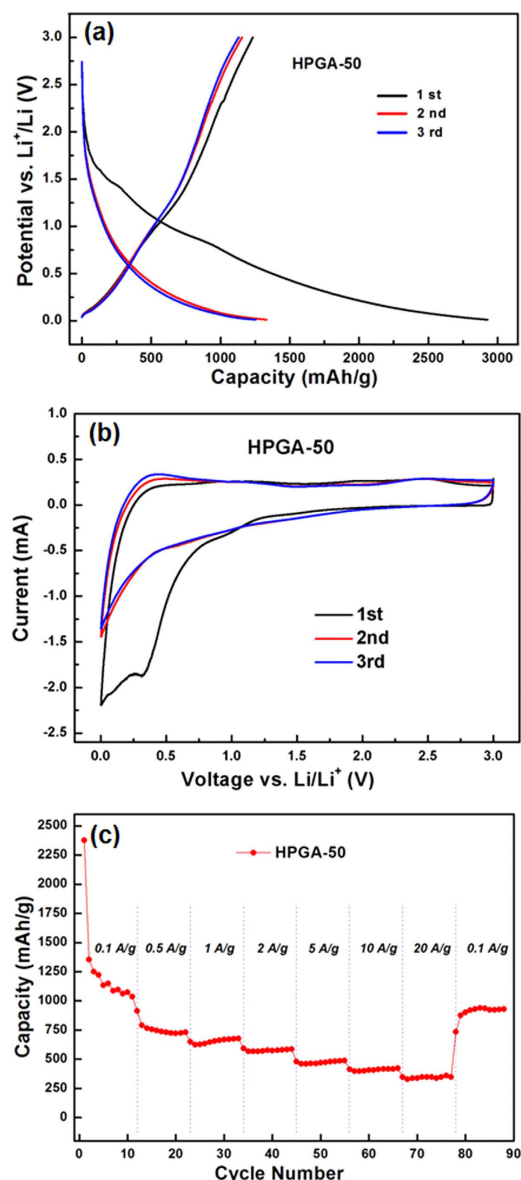 (a)
HPGA-50
1 st
2 nd
3 rd
3.0
2.5
2.0
1.5
1.0
0.5
0.0
Potential vs. Li⁺/Li (V)
0 500 1000 1500 2000 2500 3000
Capacity (mAh/g)
(b)
HPGA-50
1st
2nd
3rd
1.0
0.5
0.0
-0.5
-1.0
-1.5
-2.0
-2.5
Current (mA)
0.0 0.5 1.0 1.5 2.0 2.5 3.0
Voltage vs. Li/Li⁺ (V)
(c)
HPGA-50
2500
2250
2000
1750
1500
1250
1000
750
500
250
0
Capacity (mAh/g)
0.1 A/g 0.5 A/g 1 A/g 2 A/g 5 A/g 10 A/g 20 A/g 0.1 A/g
0 10 20 30 40 50 60 70 80 90
Cycle Number